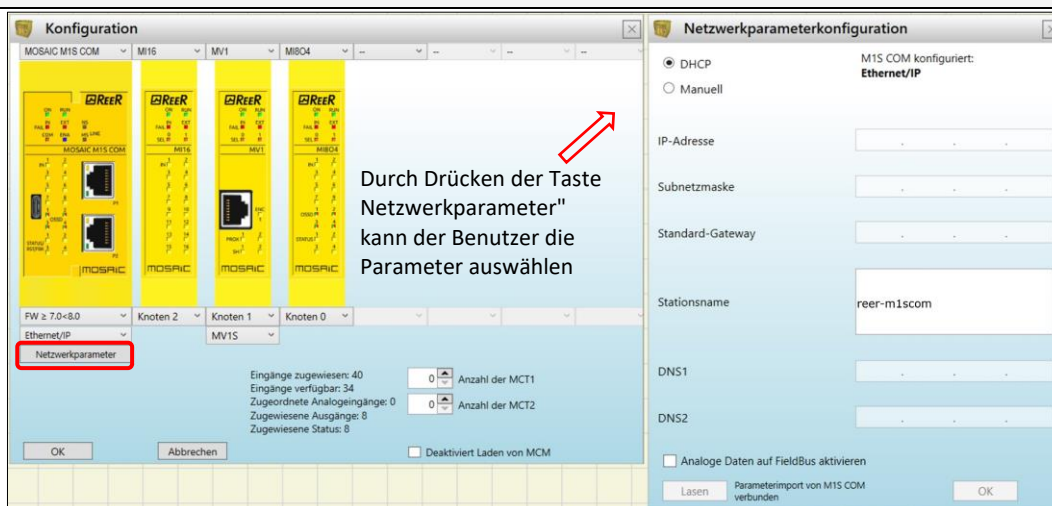 Konfiguration
MOSAIC M1S COM MI16 MV1 MI8O4 -- -- -- --
REER REER REER REER
MOSAIC M1S COM MI16 MV1 MI8O4
MOSAIC MOSAIC MOSAIC MOSAIC
Durch Drücken der Taste
Netzwerkparameter"
kann der Benutzer die
Parameter auswählen
FW ≥ 7.0<8.0 Knoten 2 Knoten 1 Knoten 0
Ethernet/IP MV1S
Netzwerkparameter
Eingänge zugewiesen: 40
Eingänge verfügbar: 34
Zugeordnete Analogeingänge: 0
Zugewiesene Ausgänge: 8
Zugewiesene Status: 8
0 Anzahl der MCT1
0 Anzahl der MCT2
OK Abbrechen Deaktiviert Laden von MCM
Netzwerkparameterkonfiguration
DHCP
Manuell
M1S COM konfiguriert:
Ethernet/IP
IP-Adresse . . .
Subnetzmaske . . .
Standard-Gateway . . .
Stationsname reer-m1scom
DNS1 . . .
DNS2 . . .
Analoge Daten auf FieldBus aktivieren
Lasen Parameterimport von M1S COM
verbunden
OK